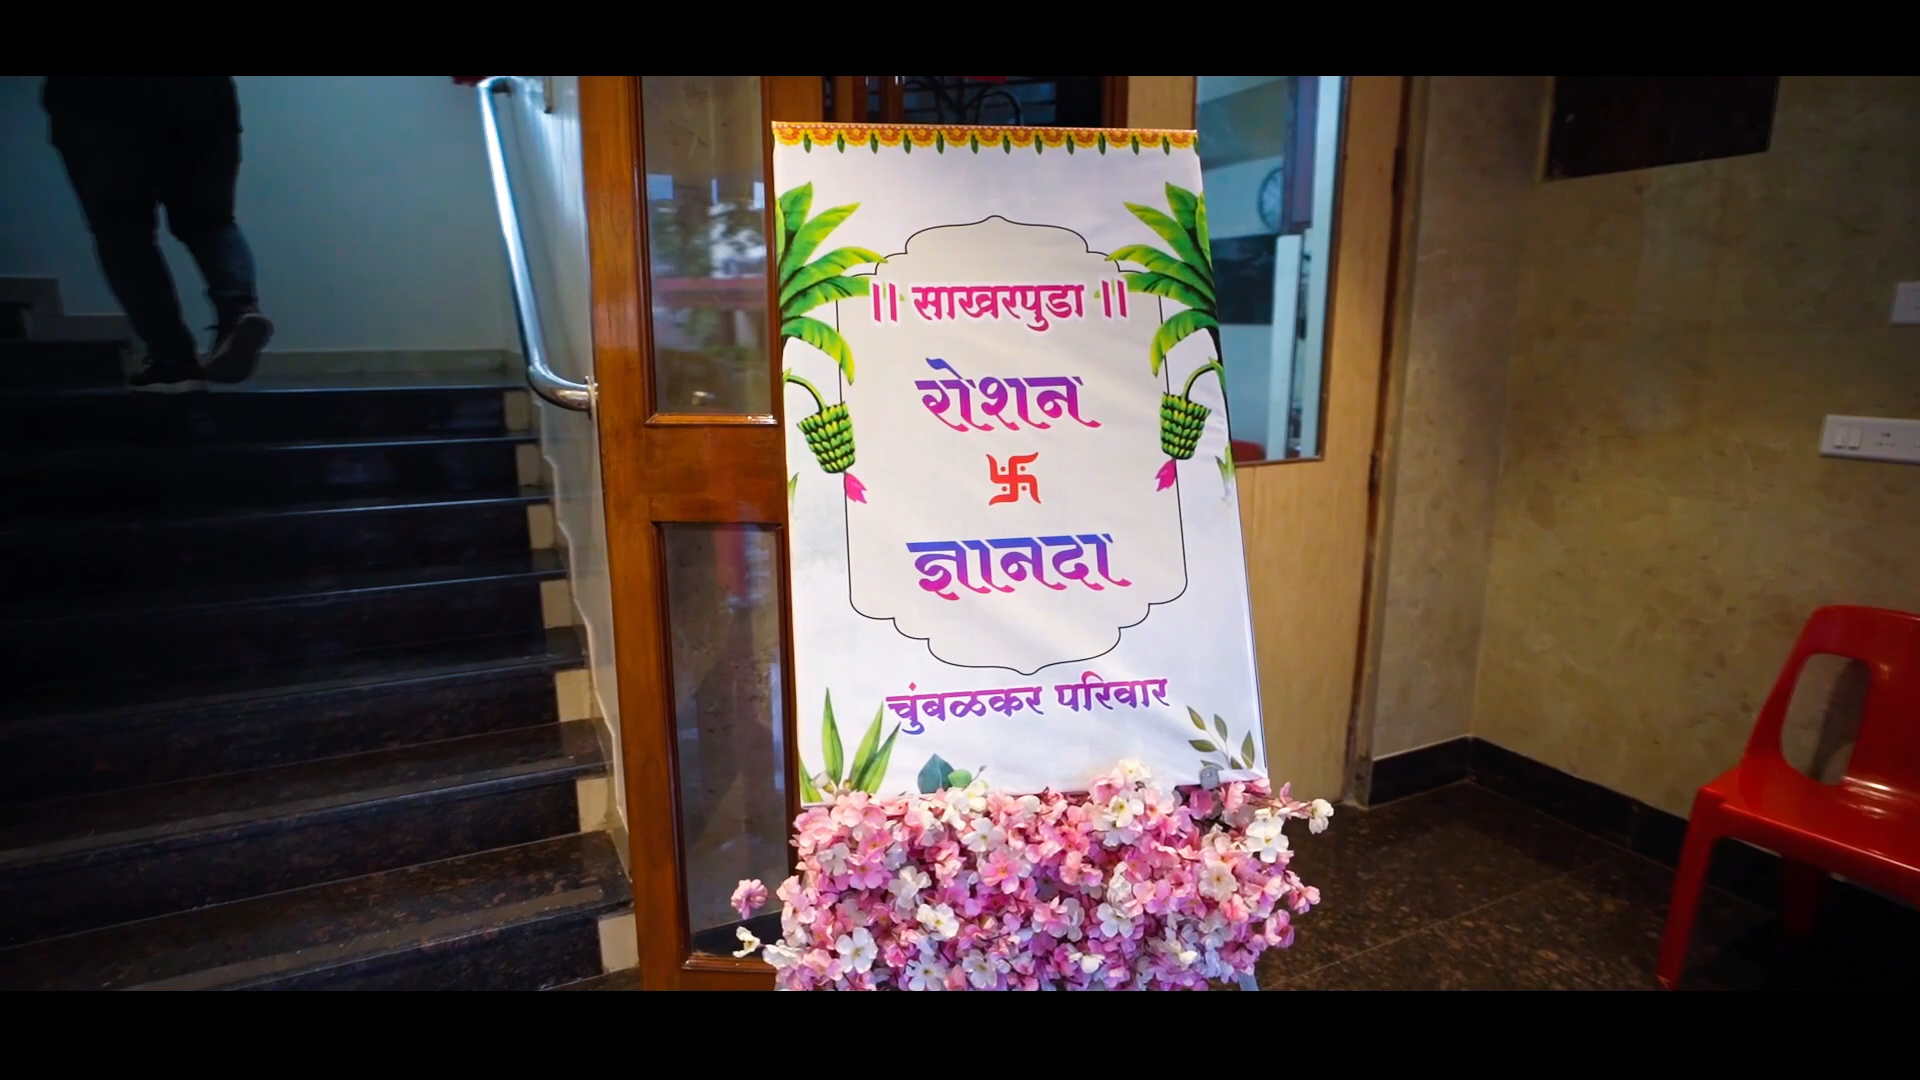 ॥ साखरपुडा ॥
रोशन
卐
ज्ञानदा
चुंबळकर परिवार